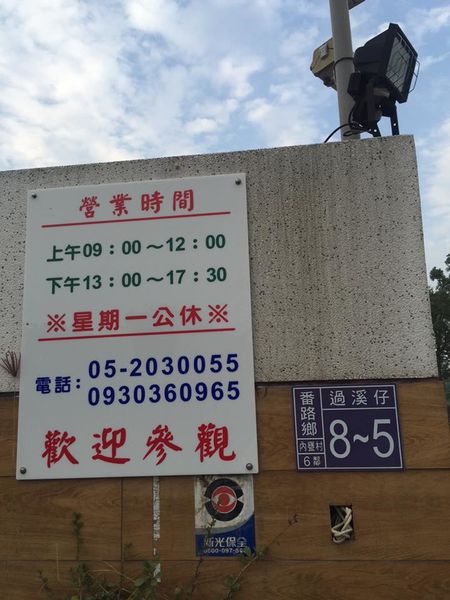 營業時間
上午09：00～12：00
下午13：00～17：30
※星期一公休※
電話：05-2030055
0930360965
歡迎參觀
番路鄉
內甕村
6鄰
過溪仔
8~5
新光保全